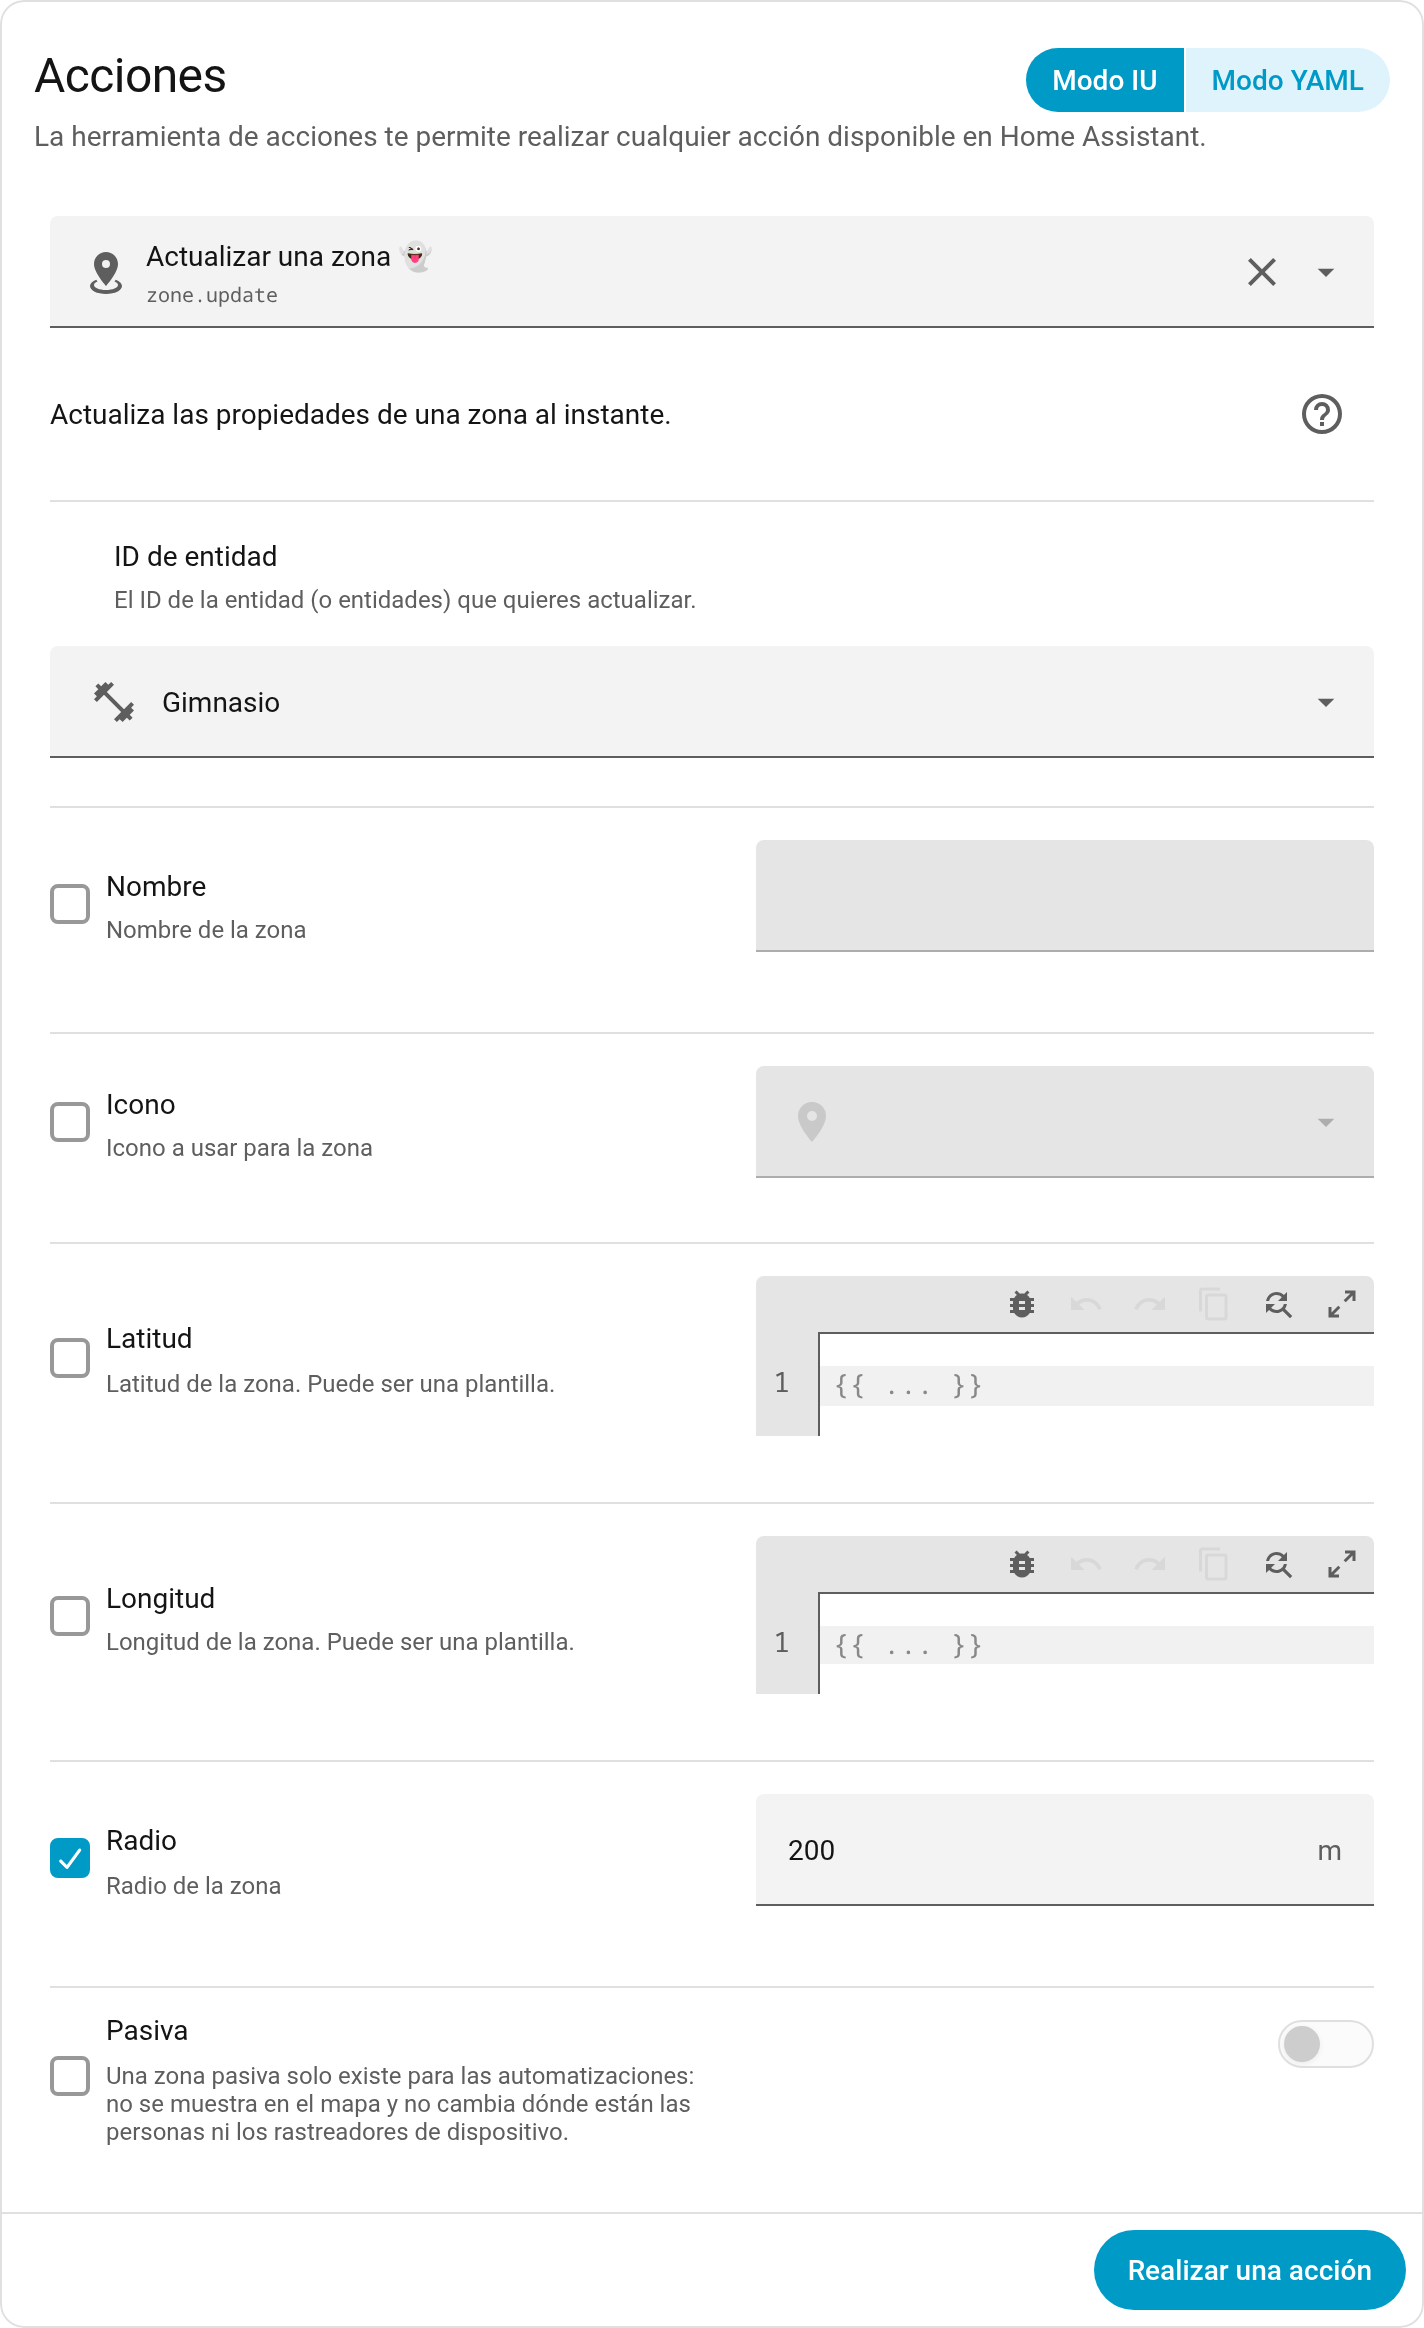 Acciones
Modo IU
Modo YAML
La herramienta de acciones te permite realizar cualquier acción disponible en Home Assistant.
Actualizar una zona 👻
zone.update
Actualiza las propiedades de una zona al instante.
ID de entidad
El ID de la entidad (o entidades) que quieres actualizar.
Gimnasio
Nombre
Nombre de la zona
Icono
Icono a usar para la zona
Latitud
Latitud de la zona. Puede ser una plantilla.
1
{{ ... }}
Longitud
Longitud de la zona. Puede ser una plantilla.
1
{{ ... }}
Radio
Radio de la zona
200
m
Pasiva
Una zona pasiva solo existe para las automatizaciones:
no se muestra en el mapa y no cambia dónde están las
personas ni los rastreadores de dispositivo.
Realizar una acción